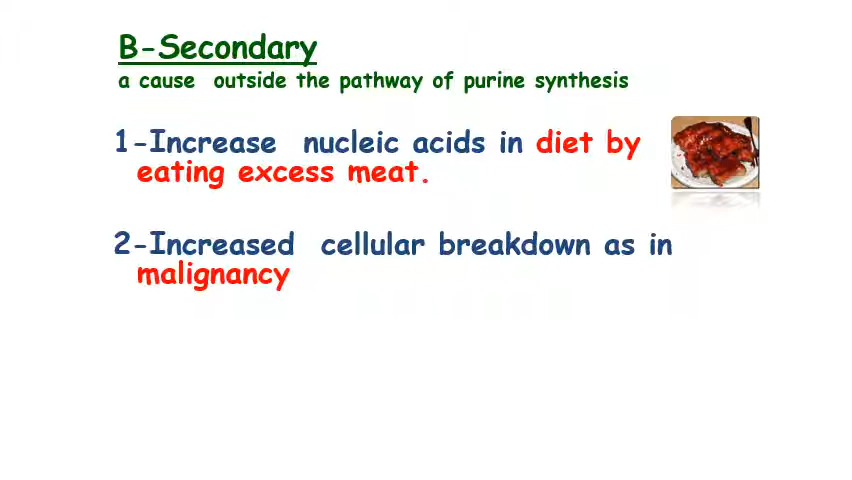 B-Secondary
a cause outside the pathway of purine synthesis
1-Increase nucleic acids in diet by
eating excess meat.
2-Increased cellular breakdown as in
malignancy